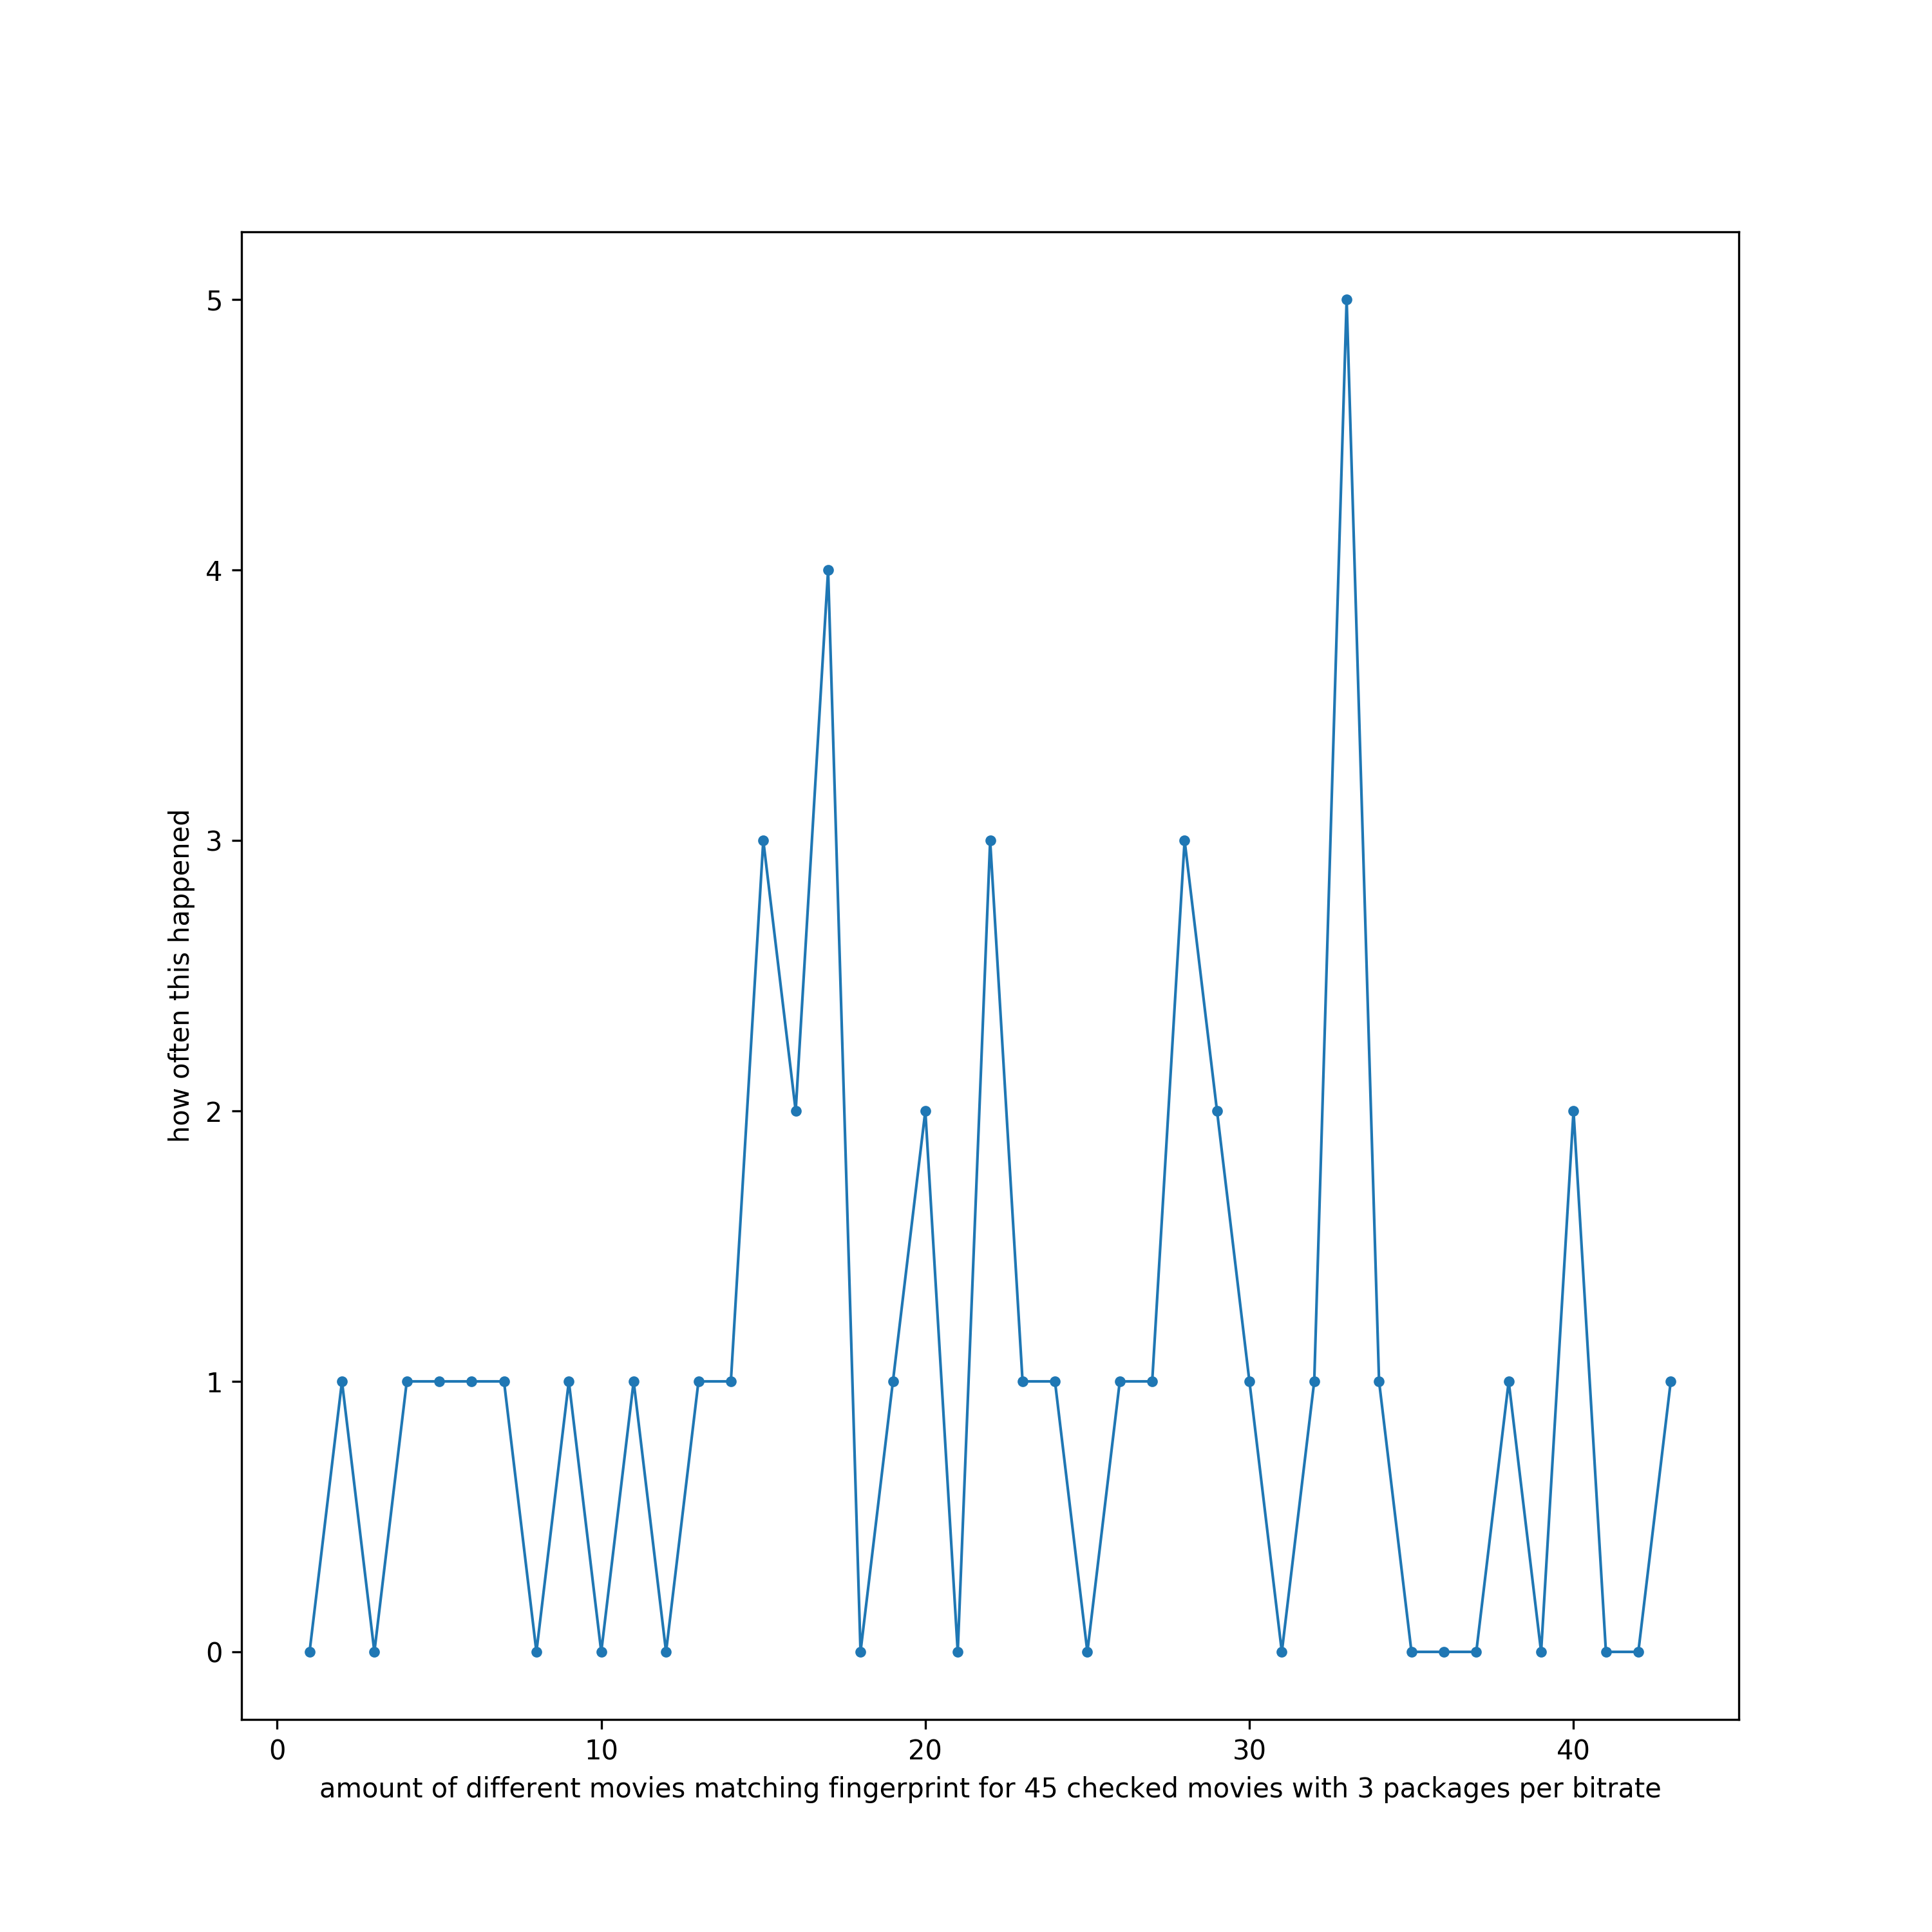 5
4
3
2
1
0
how often this happened
0 10 20 30 40
amount of different movies matching fingerprint for 45 checked movies with 3 packages per bitrate